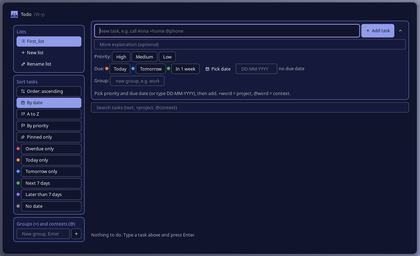 Todo
Lists
First_list
New list
Rename list
Sort tasks
Order: ascending
By date
A to Z
By priority
Pinned only
Overdue only
Today only
Tomorrow only
Next 7 days
Later than 7 days
No date
Groups (+) and contexts (@)
New group, Enter
+
New task, e.g. call Anna +home @phone
+ Add task
More explanation (optional)
Priority: High Medium Low
Due Today Tomorrow In 1 week Pick date DD-MM-YYYY no due date
Group: new group, e.g. work
Pick priority and due date (or type DD-MM-YYYY), then add. +word = project, @word = context.
Search tasks (text, +project, @context)
Nothing to do. Type a task above and press Enter.